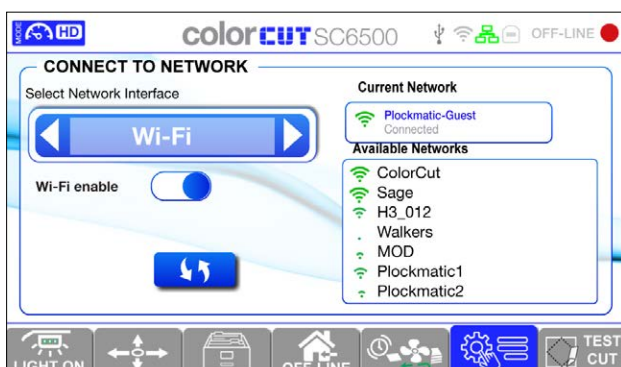 MODE
HD
colorCUT SC6500
OFF-LINE
CONNECT TO NETWORK
Select Network Interface
Wi-Fi
Wi-Fi enable
Current Network
Plockmatic-Guest
Connected
Available Networks
ColorCut
Sage
H3_012
Walkers
MOD
Plockmatic1
Plockmatic2
LIGHT ON
OFF-LINE
TEST
CUT